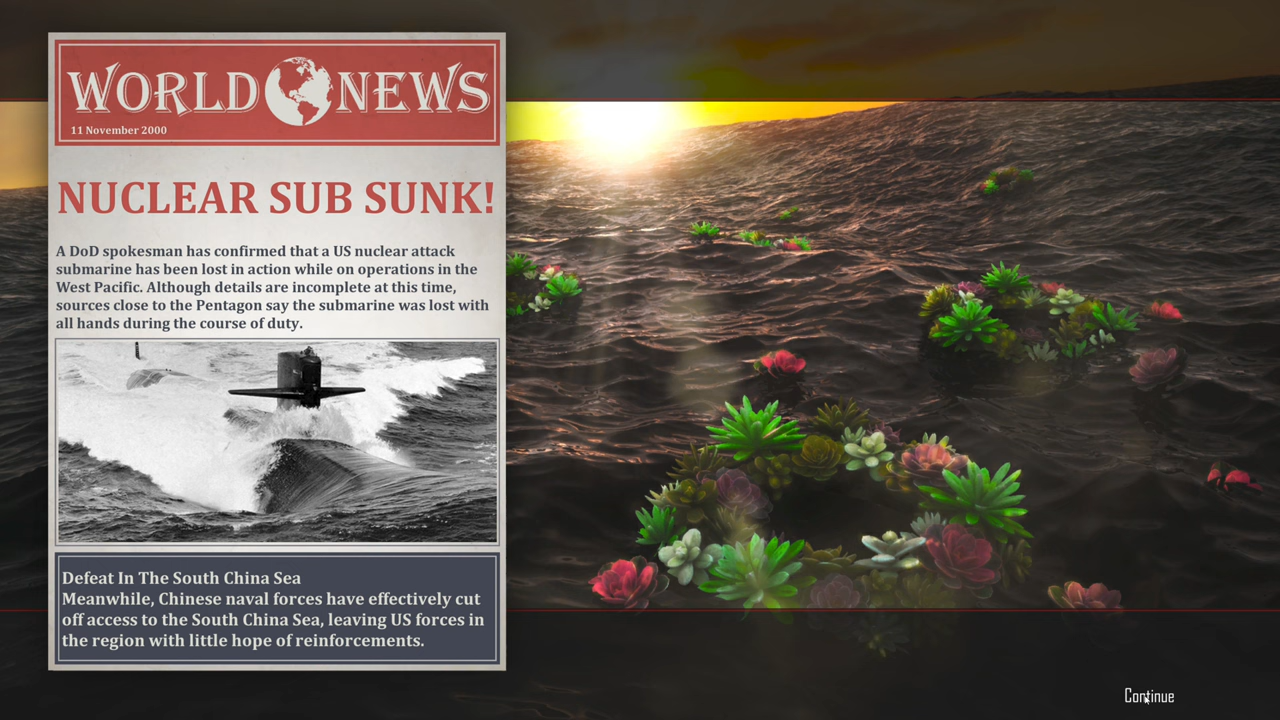 WORLD NEWS
11 November 2000
NUCLEAR SUB SUNK!
A DoD spokesman has confirmed that a US nuclear attack
submarine has been lost in action while on operations in the
West Pacific. Although details are incomplete at this time,
sources close to the Pentagon say the submarine was lost with
all hands during the course of duty.
Defeat In The South China Sea
Meanwhile, Chinese naval forces have effectively cut
off access to the South China Sea, leaving US forces in
the region with little hope of reinforcements.
Continue